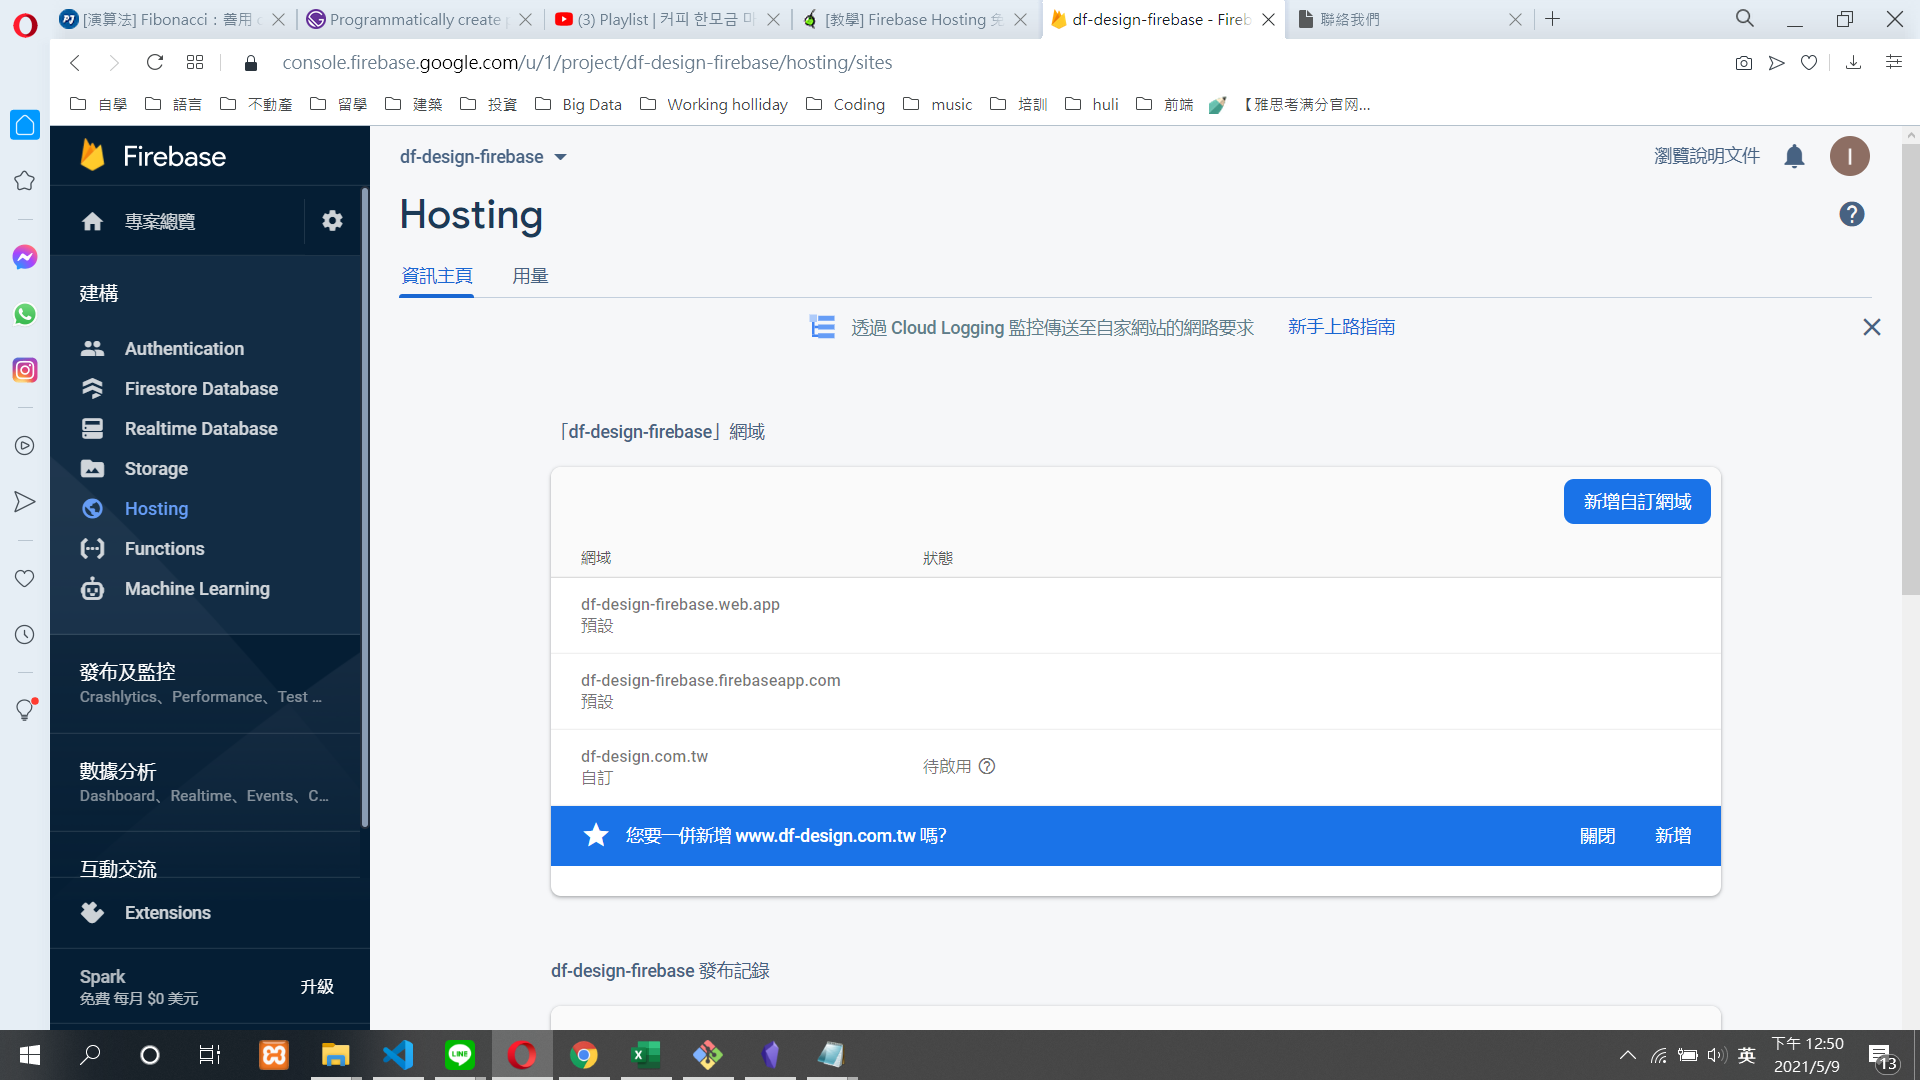 [演算法] Fibonacci：善用
Programmatically create
(3) Playlist | 커피 한모금 마
[教學] Firebase Hosting 免
df-design-firebase - Fireb
聯絡我們
console.firebase.google.com/u/1/project/df-design-firebase/hosting/sites
自學
語言
不動產
留學
建築
投資
Big Data
Working holliday
Coding
music
培訓
huli
前端
【雅思考满分官网...
Firebase
df-design-firebase
瀏覽說明文件
I
專案總覽
Hosting
資訊主頁
用量
建構
透過 Cloud Logging 監控傳送至自家網站的網路要求
新手上路指南
Authentication
Firestore Database
Realtime Database
Storage
Hosting
Functions
Machine Learning
「df-design-firebase」網域
新增自訂網域
網域
狀態
df-design-firebase.web.app
預設
df-design-firebase.firebaseapp.com
預設
df-design.com.tw
自訂
待啟用
您要一併新增 www.df-design.com.tw 嗎?
關閉
新增
發布及監控
Crashlytics、Performance、Test ...
數據分析
Dashboard、Realtime、Events、C...
互動交流
Extensions
df-design-firebase 發布記錄
Spark
免費 每月 $0 美元
升級
LINE
英
下午 12:50
2021/5/9
13